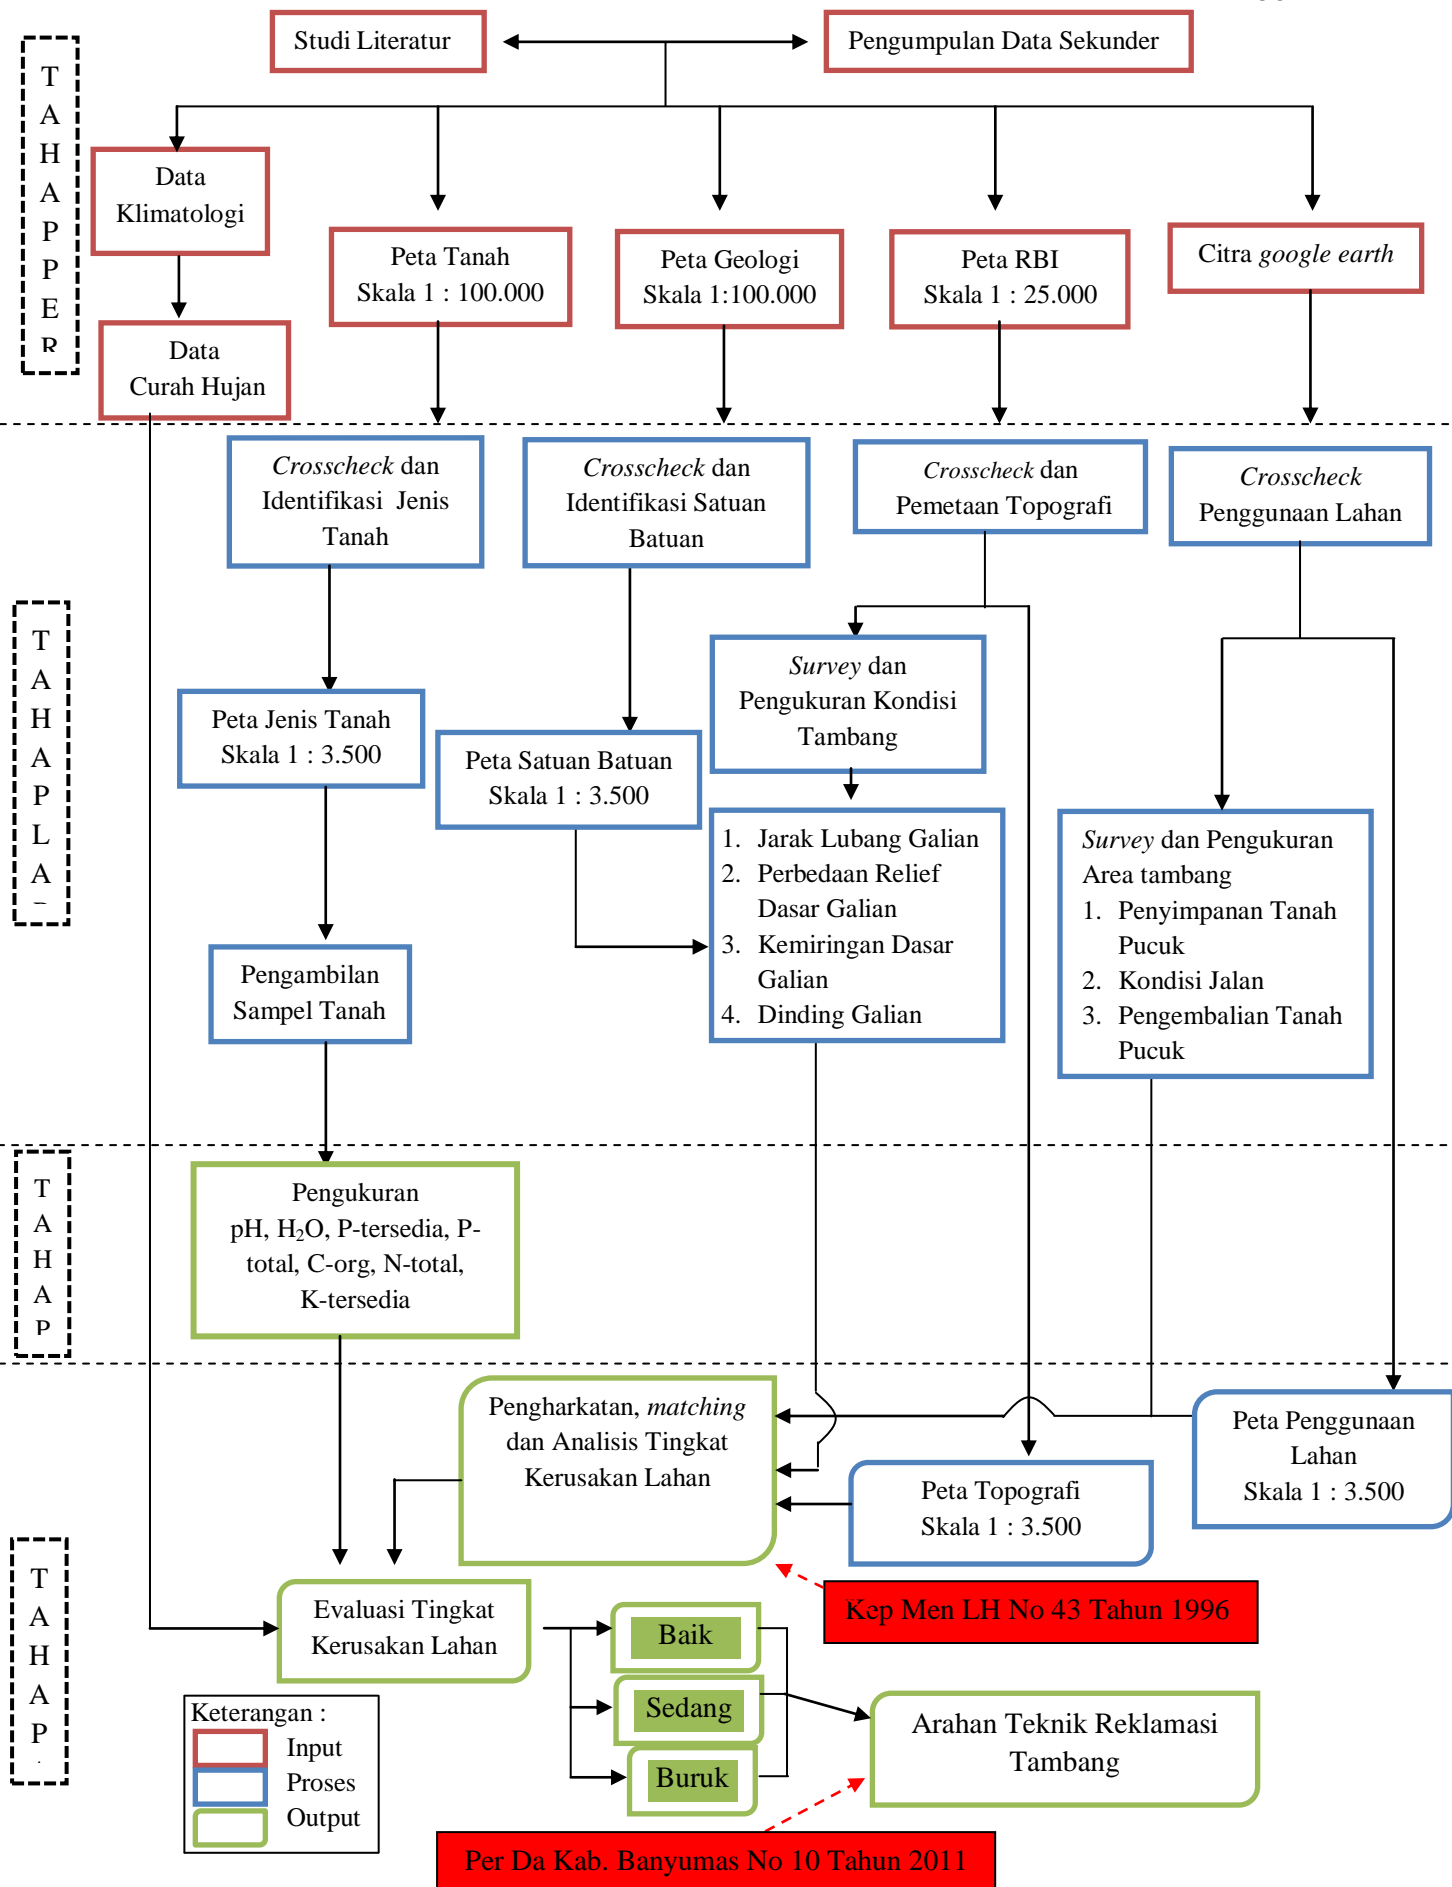 Studi Literatur
Pengumpulan Data Sekunder
T
A
H
A
P
P
E
R
Data
Klimatologi
Peta Tanah
Skala 1 : 100.000
Peta Geologi
Skala 1:100.000
Peta RBI
Skala 1 : 25.000
Citra google earth
Data
Curah Hujan
Crosscheck dan
Identifikasi Jenis
Tanah
Crosscheck dan
Identifikasi Satuan
Batuan
Crosscheck dan
Pemetaan Topografi
Crosscheck
Penggunaan Lahan
T
A
H
A
P
L
A
Survey dan
Pengukuran Kondisi
Tambang
Peta Jenis Tanah
Skala 1 : 3.500
Peta Satuan Batuan
Skala 1 : 3.500
1. Jarak Lubang Galian
2. Perbedaan Relief
Dasar Galian
3. Kemiringan Dasar
Galian
4. Dinding Galian
Survey dan Pengukuran
Area tambang
1. Penyimpanan Tanah
Pucuk
2. Kondisi Jalan
3. Pengembalian Tanah
Pucuk
Pengambilan
Sampel Tanah
T
A
H
A
P
Pengukuran
pH, H₂O, P-tersedia, P-
total, C-org, N-total,
K-tersedia
Pengharkatan, matching
dan Analisis Tingkat
Kerusakan Lahan
Peta Penggunaan
Lahan
Skala 1 : 3.500
Peta Topografi
Skala 1 : 3.500
T
A
H
A
P
Kep Men LH No 43 Tahun 1996
Evaluasi Tingkat
Kerusakan Lahan
Baik
Sedang
Buruk
Arahan Teknik Reklamasi
Tambang
Keterangan :
Input
Proses
Output
Per Da Kab. Banyumas No 10 Tahun 2011